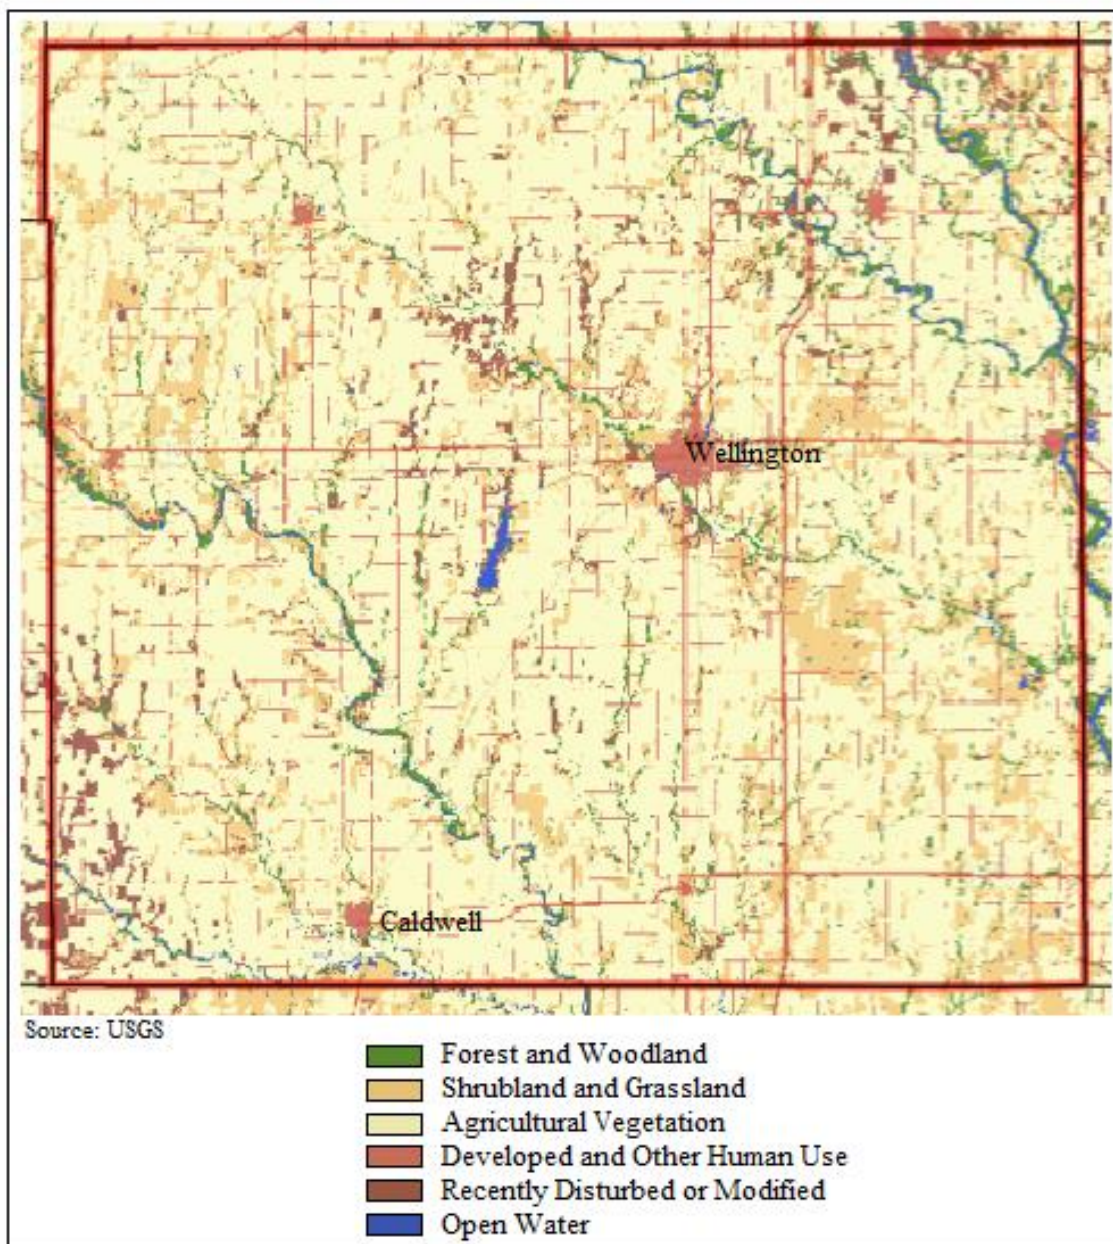 Wellington
Caldwell
Source: USGS
Forest and Woodland
Shrubland and Grassland
Agricultural Vegetation
Developed and Other Human Use
Recently Disturbed or Modified
Open Water